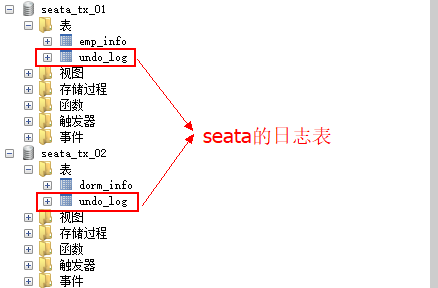 seata_tx_01
表
emp_info
undo_log
视图
存储过程
函数
触发器
事件
seata_tx_02
表
dorm_info
undo_log
视图
存储过程
函数
触发器
事件
seata的日志表